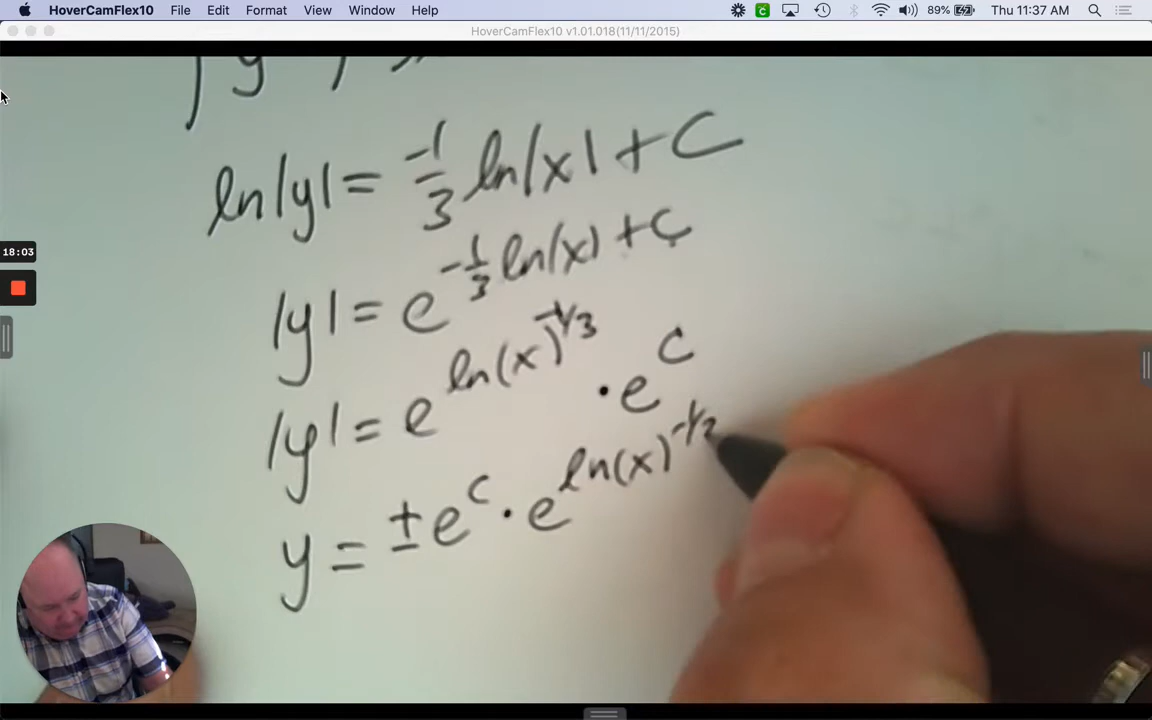 HoverCamFlex10 File Edit Format View Window Help 89% Thu 11:37 AM
HoverCamFlex10 v1.01.018(11/11/2015)
ln|y| = -1/3 ln|x| + C
18:03
|y| = e^{-1/3 ln(x) + C}
|y| = e^{ln(x)^{-1/3}} · e^C
y = ± e^C · e^{ln(x)^{-1/3}}